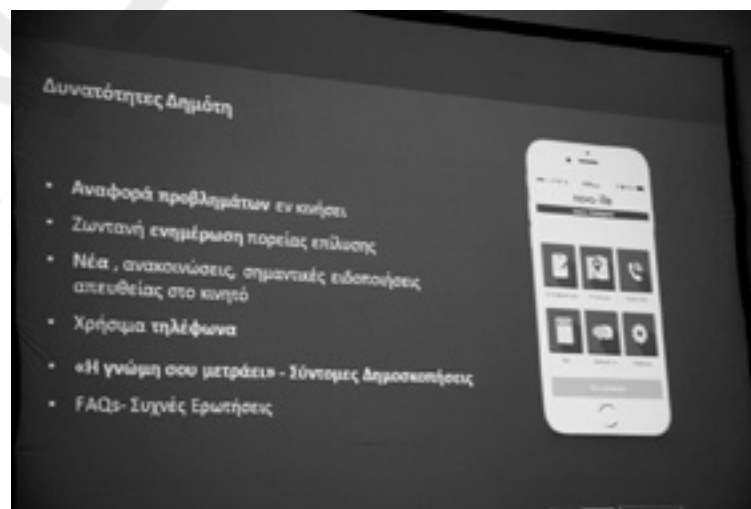 Δυνατότητες Δημότη
• Αναφορά προβλημάτων εν κινήσει
• Ζωντανή ενημέρωση πορείας επίλυσης
• Νέα , ανακοινώσεις, σημαντικές ειδοποιήσεις
απευθείας στο κινητό
• Χρήσιμα τηλέφωνα
• «Η γνώμη σου μετράει» - Σύντομες Δημοσκοπήσεις
• FAQs- Συχνές Ερωτήσεις